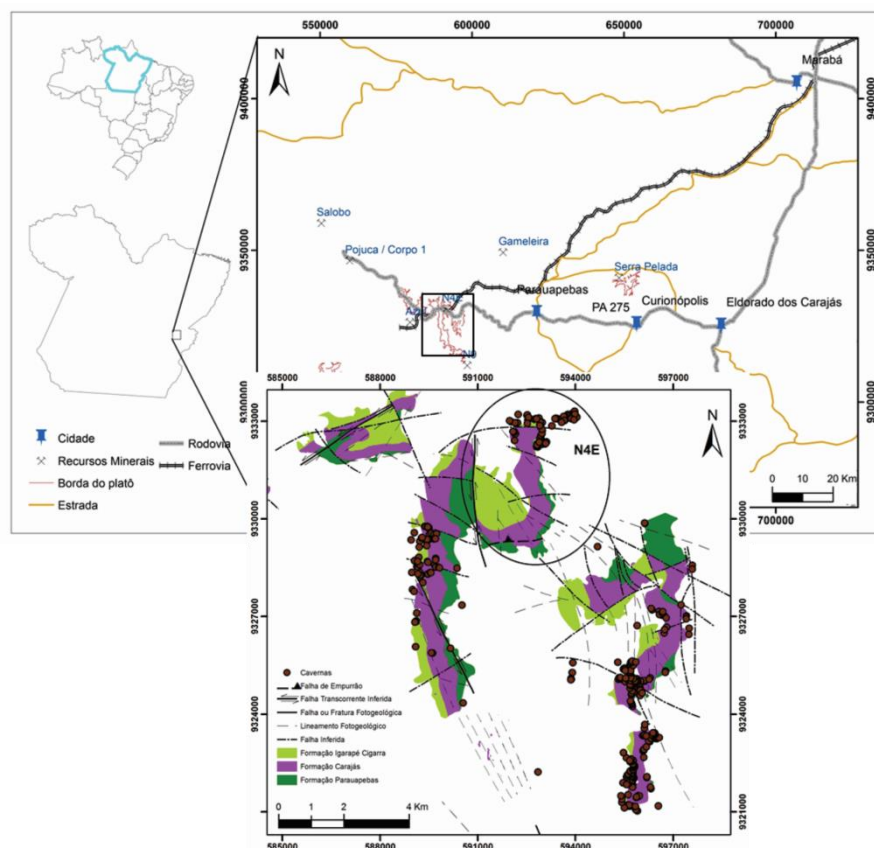 550000
600000
650000
700000
N
Marabá
9400000
Salobo
Pojuca / Corpo 1
Gameleira
9350000
Serra Pelada
N4E
Parauapebas
PA 275
Curionópolis
Eldorado dos Carajás
N9
9300000
Cidade
Recursos Minerais
Borda do platô
Estrada
Rodovia
Ferrovia
0 10 20 Km
700000
585000
588000
591000
594000
597000
9333000
9333000
N4E
N
9330000
9330000
9327000
9327000
9324000
9324000
9321000
Cavernas
Falha de Empurrão
Falha Transcorrente Inferida
Falha ou Fratura Fotogeológica
Lineamento Fotogeológico
Falha Inferida
Formação Igarapé Cigarra
Formação Carajás
Formação Parauapebas
0 1 2 4 Km
585000
588000
591000
594000
597000